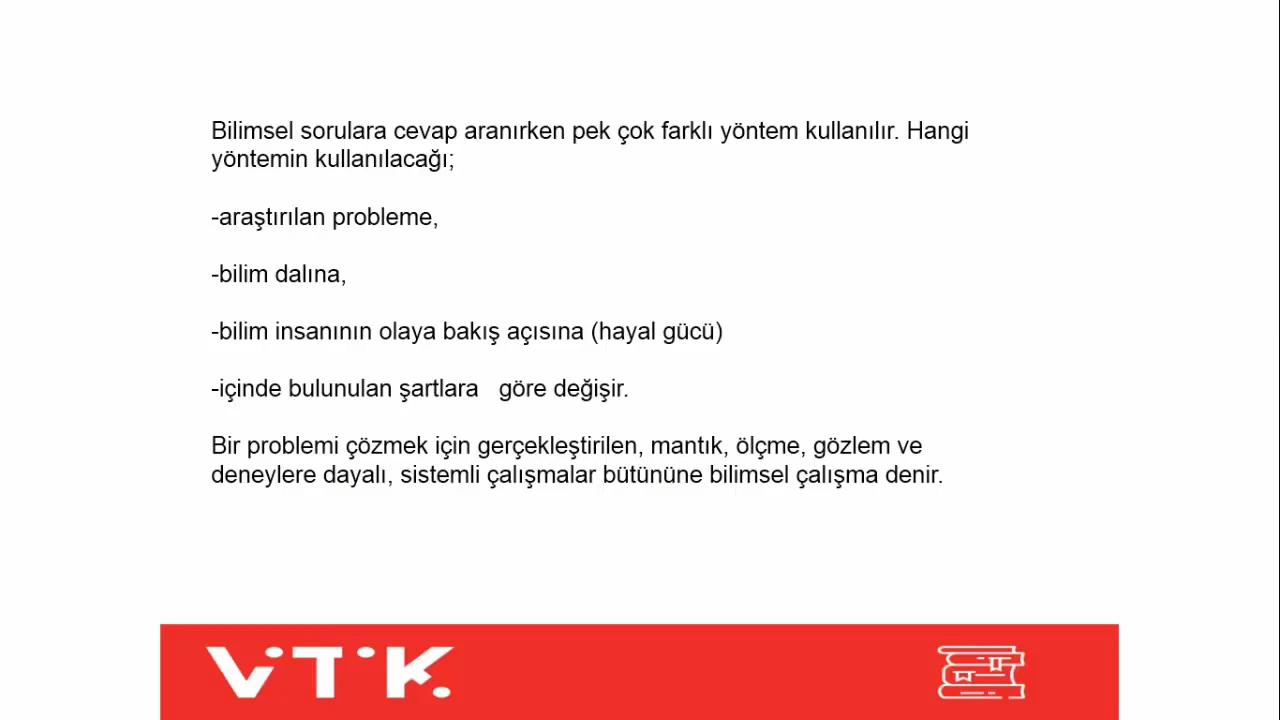 Bilimsel sorulara cevap aranırken pek çok farklı yöntem kullanılır. Hangi
yöntemin kullanılacağı;
-araştırılan probleme,
-bilim dalına,
-bilim insanının olaya bakış açısına (hayal gücü)
-içinde bulunulan şartlara   göre değişir.
Bir problemi çözmek için gerçekleştirilen, mantık, ölçme, gözlem ve
deneylere dayalı, sistemli çalışmalar bütününe bilimsel çalışma denir.
ViTiK.